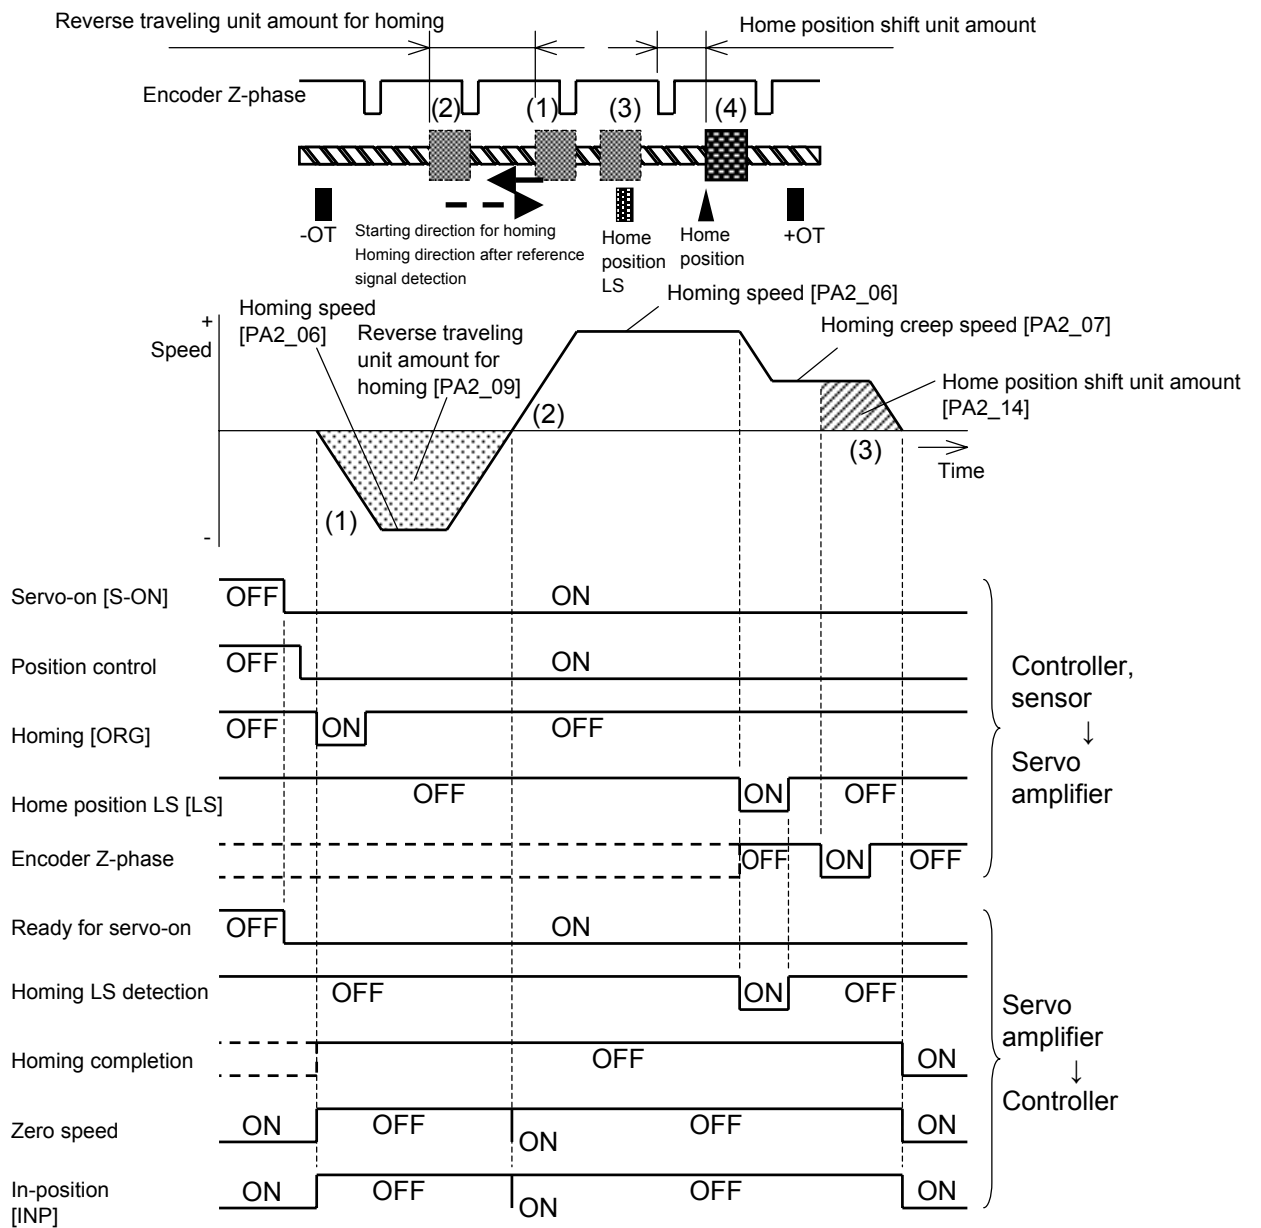 Reverse traveling unit amount for homing
Home position shift unit amount
Encoder Z-phase
(2)
(1)
(3)
(4)
-OT
Starting direction for homing
Homing direction after reference
signal detection
Home
position
LS
Home
position
+OT
Homing speed [PA2_06]
Homing speed
[PA2_06]
Reverse traveling
unit amount for
homing [PA2_09]
Homing creep speed [PA2_07]
Home position shift unit amount
[PA2_14]
+
Speed
-
(1)
(2)
(3)
Time
Servo-on [S-ON]
OFF
ON
Position control
OFF
ON
Homing [ORG]
OFF
ON
OFF
Home position LS [LS]
OFF
ON
OFF
Encoder Z-phase
OFF
ON
OFF
Controller,
sensor
↓
Servo
amplifier
Ready for servo-on
OFF
ON
Homing LS detection
OFF
ON
OFF
Homing completion
OFF
ON
Zero speed
ON
OFF
ON
OFF
ON
In-position
[INP]
ON
OFF
ON
OFF
ON
Servo
amplifier
↓
Controller